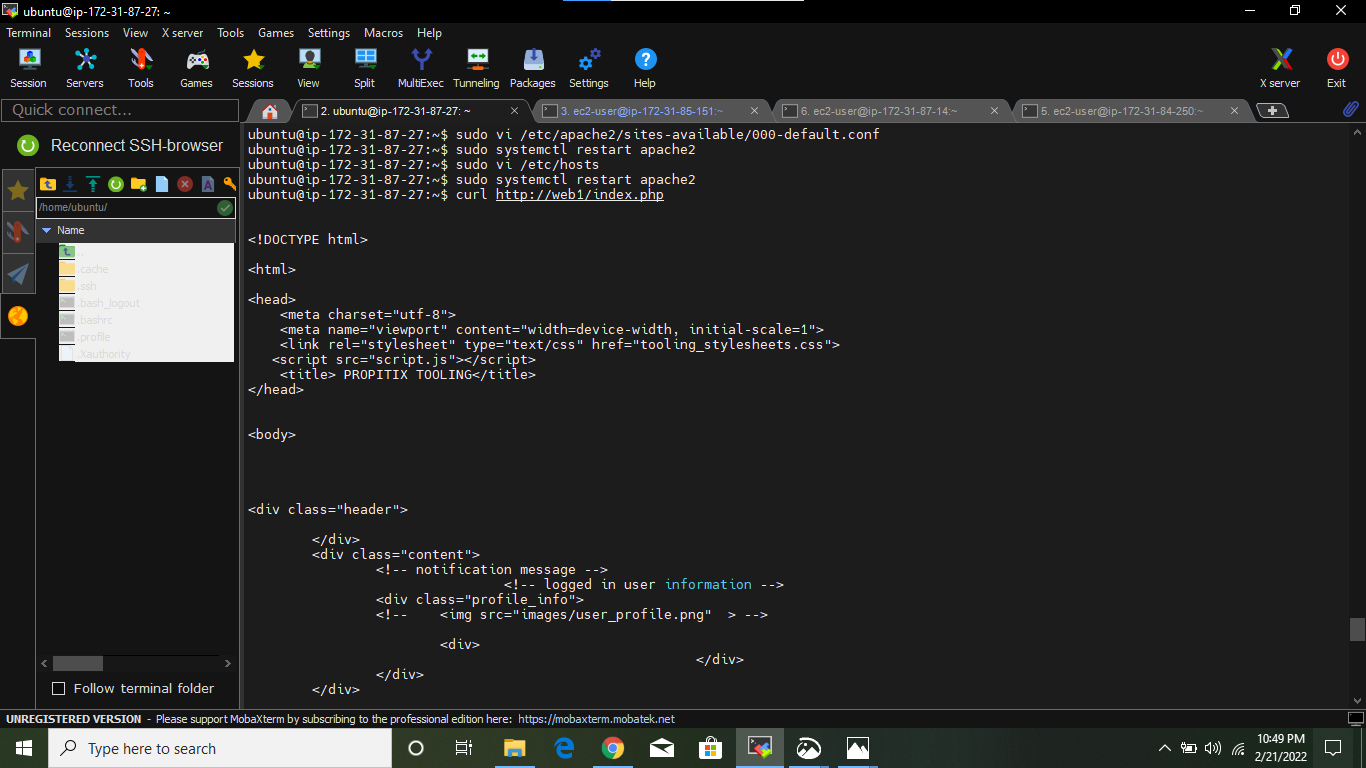 ubuntu@ip-172-31-87-27: ~
Terminal Sessions View X server Tools Games Settings Macros Help
Session Servers Tools Games Sessions View Split MultiExec Tunneling Packages Settings Help X server Exit
Quick connect...
2. ubuntu@ip-172-31-87-27: ~
3. ec2-user@ip-172-31-85-151:~
6. ec2-user@ip-172-31-87-14:~
5. ec2-user@ip-172-31-84-250:~
Reconnect SSH-browser
/home/ubuntu/
Name
..
.cache
.ssh
.bash_logout
.bashrc
.profile
.Xauthority
Follow terminal folder
ubuntu@ip-172-31-87-27:~$ sudo vi /etc/apache2/sites-available/000-default.conf
ubuntu@ip-172-31-87-27:~$ sudo systemctl restart apache2
ubuntu@ip-172-31-87-27:~$ sudo vi /etc/hosts
ubuntu@ip-172-31-87-27:~$ sudo systemctl restart apache2
ubuntu@ip-172-31-87-27:~$ curl http://web1/index.php
<!DOCTYPE html>
<html>
<head>
    <meta charset="utf-8">
    <meta name="viewport" content="width=device-width, initial-scale=1">
    <link rel="stylesheet" type="text/css" href="tooling_stylesheets.css">
   <script src="script.js"></script>
    <title> PROPITIX TOOLING</title>
</head>
<body>
<div class="header">
        </div>
        <div class="content">
                <!-- notification message -->
                                <!-- logged in user information -->
                <div class="profile_info">
                <!--    <img src="images/user_profile.png"  > -->
                        <div>
                                                        </div>
                </div>
        </div>
UNREGISTERED VERSION - Please support MobaXterm by subscribing to the professional edition here: https://mobaxterm.mobatek.net
Type here to search
10:49 PM
2/21/2022